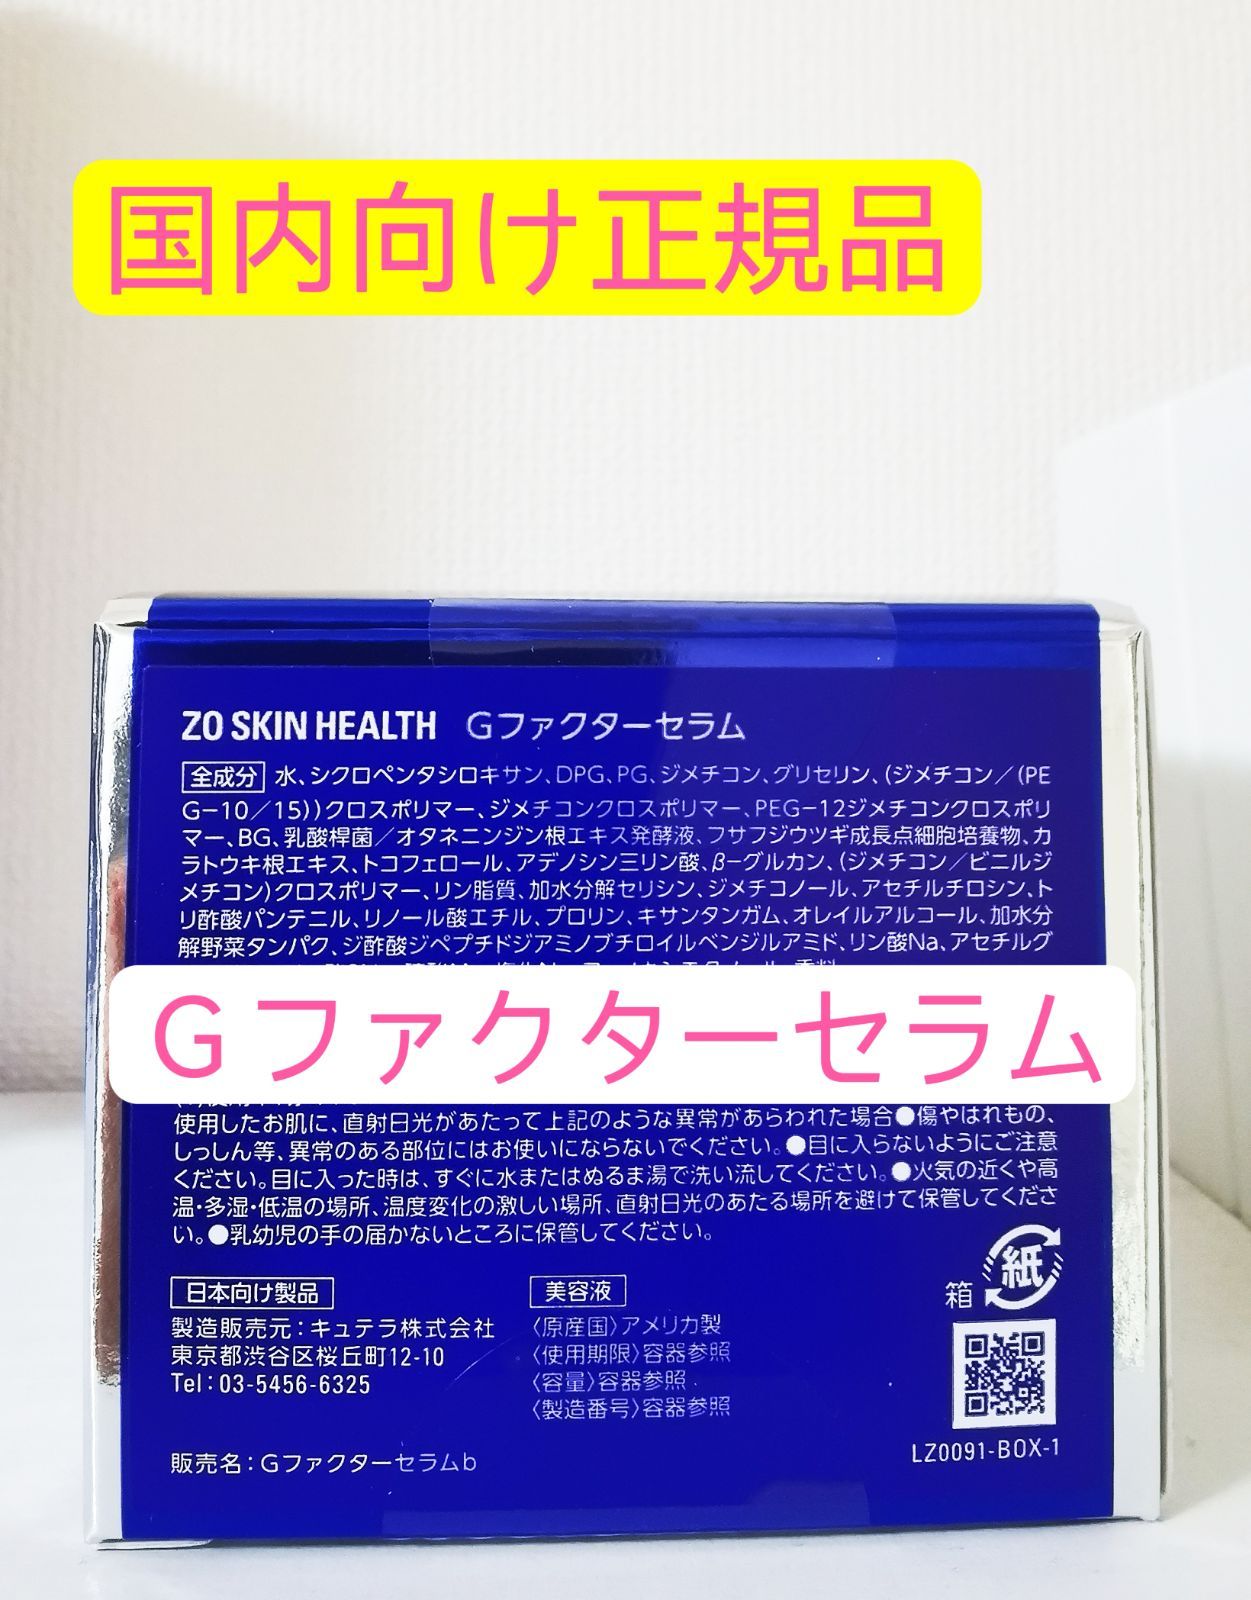 国内向け正規品
ZO SKIN HEALTH Gファクターセラム
全成分 水、シクロペンタシロキサン、DPG、PG、ジメチコン、グリセリン、(ジメチコン／(PE
G−10／15))クロスポリマー、ジメチコンクロスポリマー、PEG−12ジメチコンクロスポリ
マー、BG、乳酸桿菌／オタネニンジン根エキス発酵液、フサフジウツギ成長点細胞培養物、カ
ラトウキ根エキス、トコフェロール、アデノシン三リン酸、β−グルカン、(ジメチコン／ビニルジ
メチコン)クロスポリマー、リン脂質、加水分解セリシン、ジメチコノール、アセチルチロシン、ト
リ酢酸パンテニル、リノール酸エチル、プロリン、キサンタンガム、オレイルアルコール、加水分
解野菜タンパク、ジ酢酸ジペプチドジアミノブチロイルベンジルアミド、リン酸Na、アセチルグ
Gファクターセラム
使用したお肌に、直射日光があたって上記のような異常があらわれた場合●傷やはれもの、
しっしん等、異常のある部位にはお使いにならないでください。●目に入らないようにご注意
ください。目に入った時は、すぐに水またはぬるま湯で洗い流してください。●火気の近くや高
温・多湿・低温の場所、温度変化の激しい場所、直射日光のあたる場所を避けて保管してくださ
い。●乳幼児の手の届かないところに保管してください。
紙
箱
日本向け製品
製造販売元：キュテラ株式会社
東京都渋谷区桜丘町12-10
Tel：03-5456-6325
美容液
〈原産国〉アメリカ製
〈使用期限〉容器参照
〈容量〉容器参照
〈製造番号〉容器参照
LZ0091-BOX-1
販売名：Gファクターセラムb